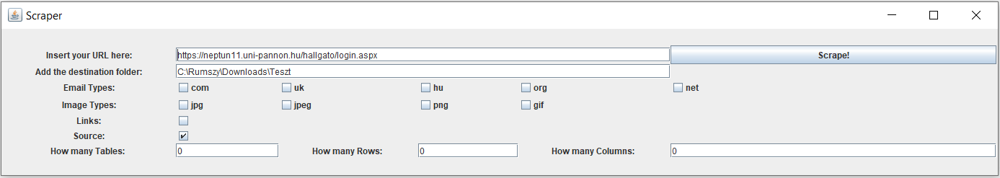 Scraper
Insert your URL here: https://neptun11.uni-pannon.hu/hallgato/login.aspx Scrape!
Add the destination folder: C:\Rumszy\Downloads\Teszt
Email Types: com uk hu org net
Image Types: jpg jpeg png gif
Links:
Source:
How many Tables: 0 How many Rows: 0 How many Columns: 0